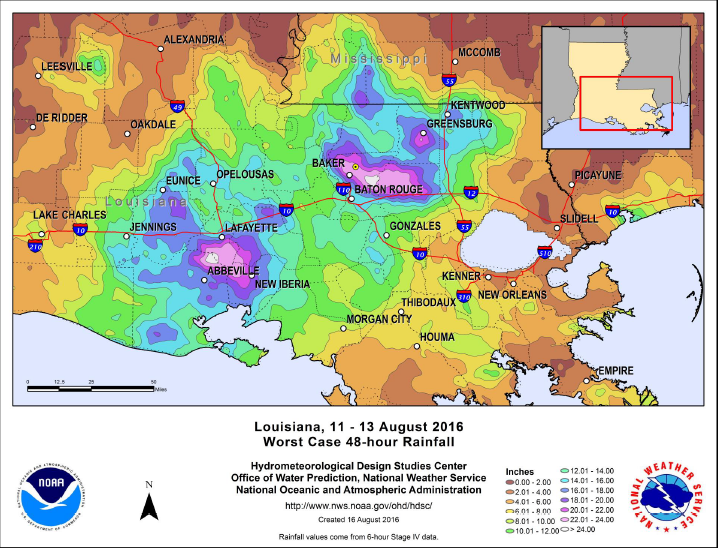 ALEXANDRIA
LEESVILLE
Mississippi
MCCOMB
55
49
KENTWOOD
DE RIDDER
OAKDALE
GREENSBURG
BAKER
EUNICE
OPELOUSAS
110
BATON ROUGE
12
PICAYUNE
Louisiana
LAKE CHARLES
10
10
10
SLIDELL
210
JENNINGS
LAFAYETTE
GONZALES
55
10
510
ABBEVILLE
NEW IBERIA
KENNER
NEW ORLEANS
310
THIBODAUX
MORGAN CITY
HOUMA
EMPIRE
0 12.5 25 50
Miles
Louisiana, 11 - 13 August 2016
Worst Case 48-hour Rainfall
Hydrometeorological Design Studies Center
Office of Water Prediction, National Weather Service
National Oceanic and Atmospheric Administration
http://www.nws.noaa.gov/ohd/hdsc/
Created 16 August 2016
Rainfall values come from 6-hour Stage IV data.
NOAA
N
Inches
0.00 - 2.00
2.01 - 4.00
4.01 - 6.00
6.01 - 8.00
8.01 - 10.00
10.01 - 12.00
12.01 - 14.00
14.01 - 16.00
16.01 - 18.00
18.01 - 20.00
20.01 - 22.00
22.01 - 24.00
> 24.00
NATIONAL WEATHER SERVICE